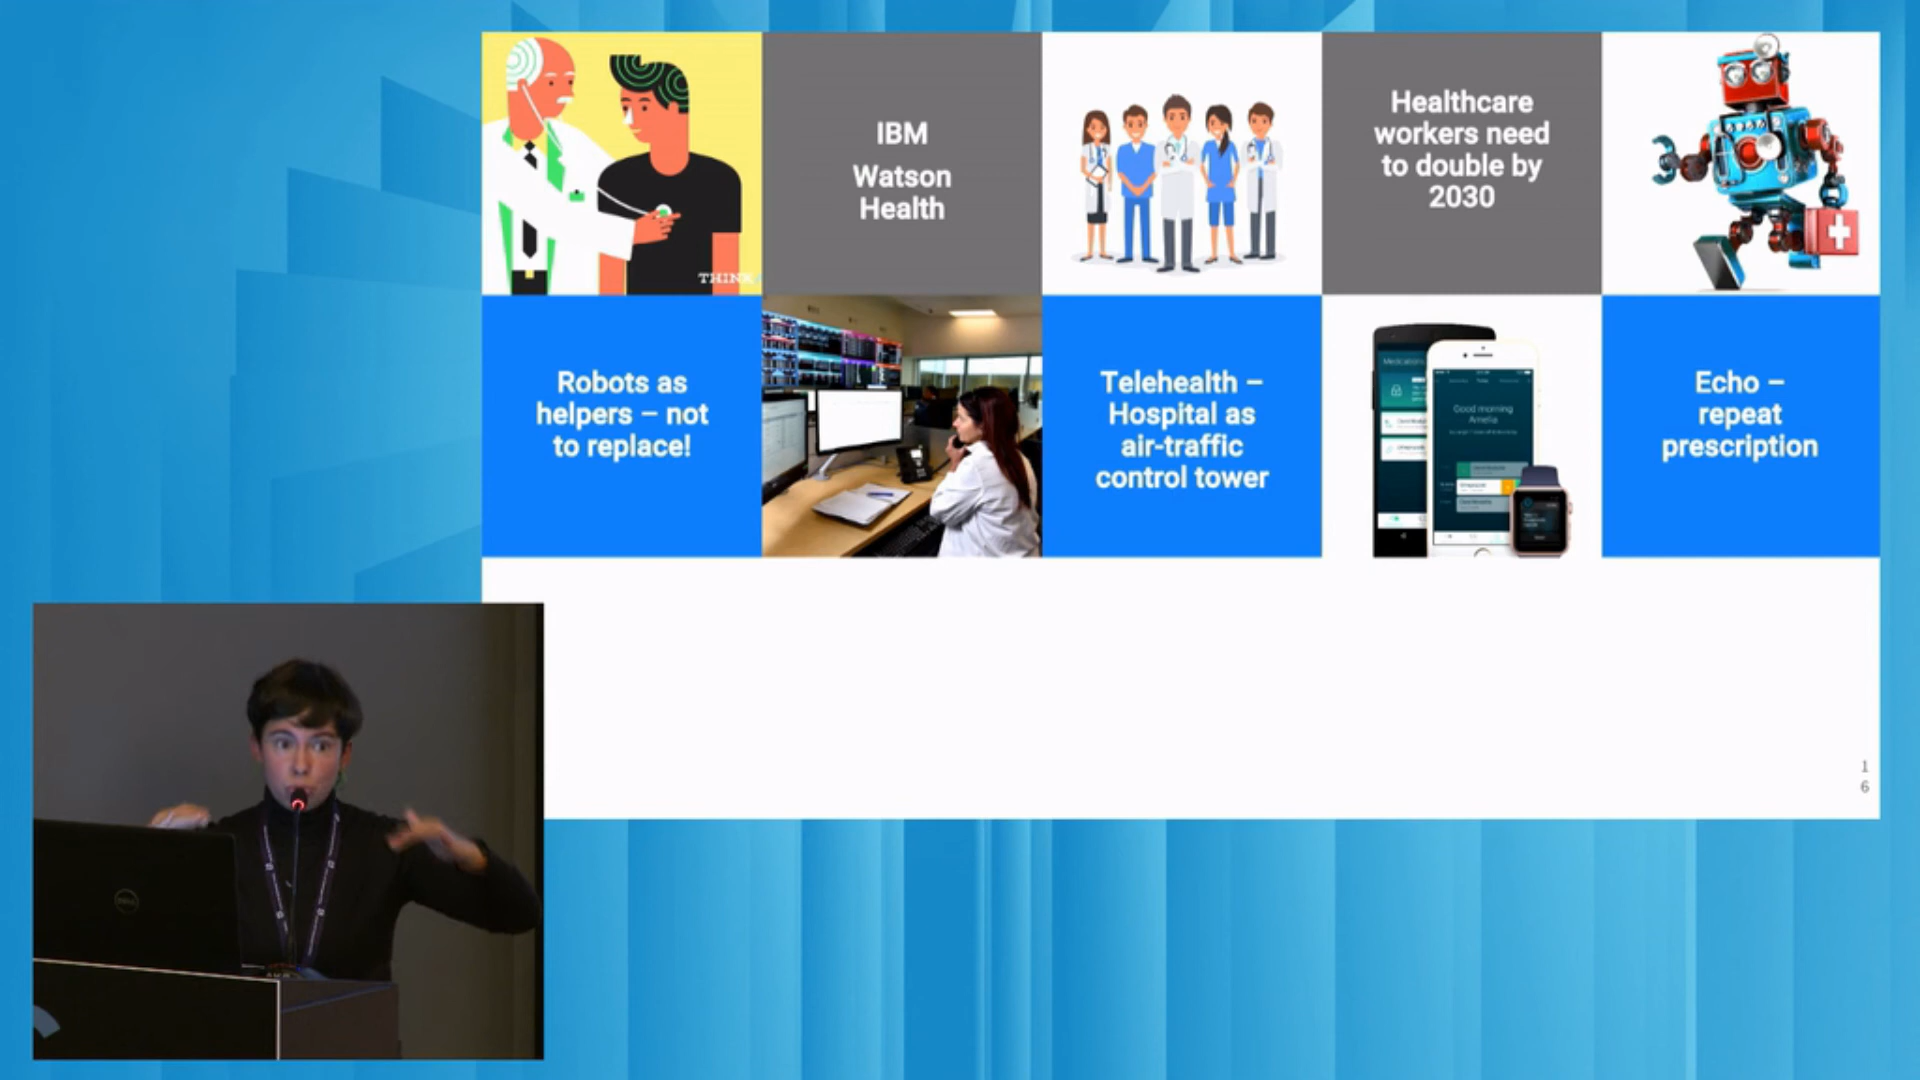 THINK
IBM
Watson
Health
Healthcare
workers need
to double by
2030
Robots as
helpers – not
to replace!
Telehealth –
Hospital as
air-traffic
control tower
Good morning
Amelia
Echo –
repeat
prescription
1
6
DELL